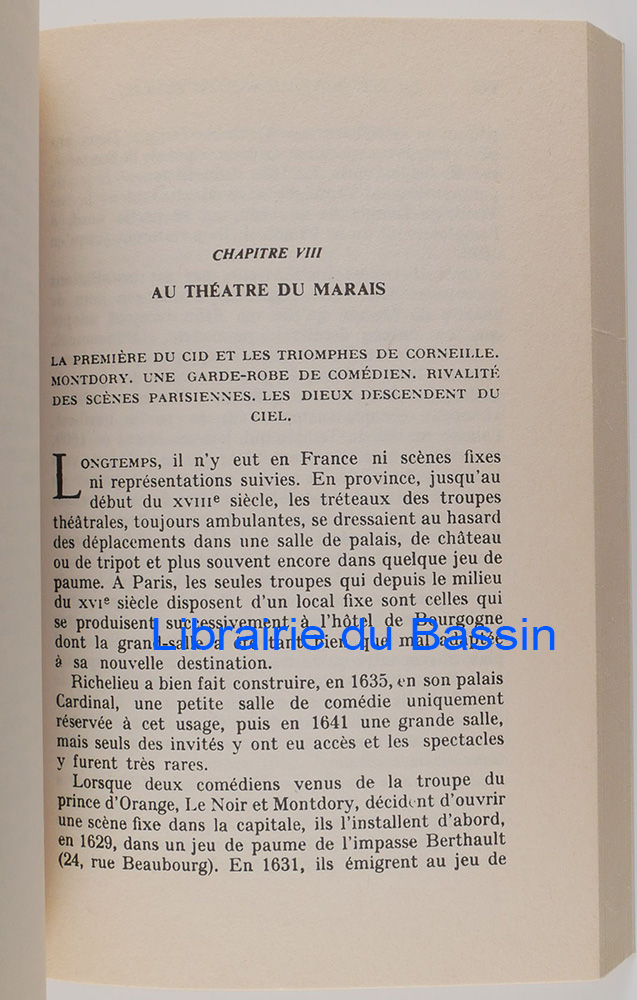 CHAPITRE VIII
AU THÉATRE DU MARAIS
LA PREMIÈRE DU CID ET LES TRIOMPHES DE CORNEILLE.
MONTDORY. UNE GARDE-ROBE DE COMÉDIEN. RIVALITÉ
DES SCÈNES PARISIENNES. LES DIEUX DESCENDENT DU
CIEL.
LONGTEMPS, il n'y eut en France ni scènes fixes
ni représentations suivies. En province, jusqu'au
début du XVIIIe siècle, les tréteaux des troupes
théâtrales, toujours ambulantes, se dressaient au hasard
des déplacements dans une salle de palais, de château
ou de tripot et plus souvent encore dans quelque jeu de
paume. A Paris, les seules troupes qui depuis le milieu
du XVIe siècle disposent d'un local fixe sont celles qui
se produisent successivement à l'hôtel de Bourgogne
dont la grand-salle a été tant bien que mal adaptée
à sa nouvelle destination.
Richelieu a bien fait construire, en 1635, en son palais
Cardinal, une petite salle de comédie uniquement
réservée à cet usage, puis en 1641 une grande salle,
mais seuls des invités y ont eu accès et les spectacles
y furent très rares.
Lorsque deux comédiens venus de la troupe du
prince d'Orange, Le Noir et Montdory, décident d'ouvrir
une scène fixe dans la capitale, ils l'installent d'abord,
en 1629, dans un jeu de paume de l'impasse Berthault
(24, rue Beaubourg). En 1631, ils émigrent au jeu de
Librairie du Bassin